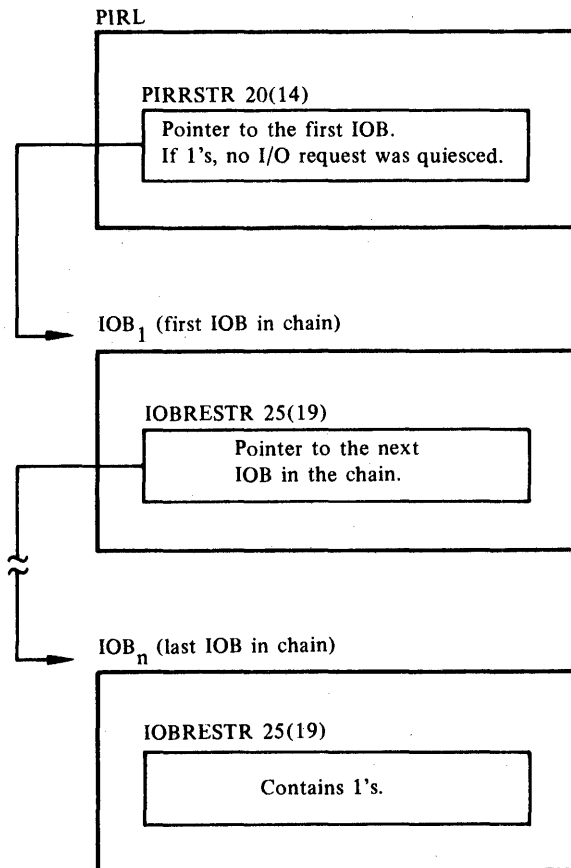 PIRL
PIRRSTR 20(14)
Pointer to the first IOB.
If 1's, no I/O request was quiesced.
IOB1 (first IOB in chain)
IOBRESTR 25(19)
Pointer to the next
IOB in the chain.
IOBn (last IOB in chain)
IOBRESTR 25(19)
Contains 1's.